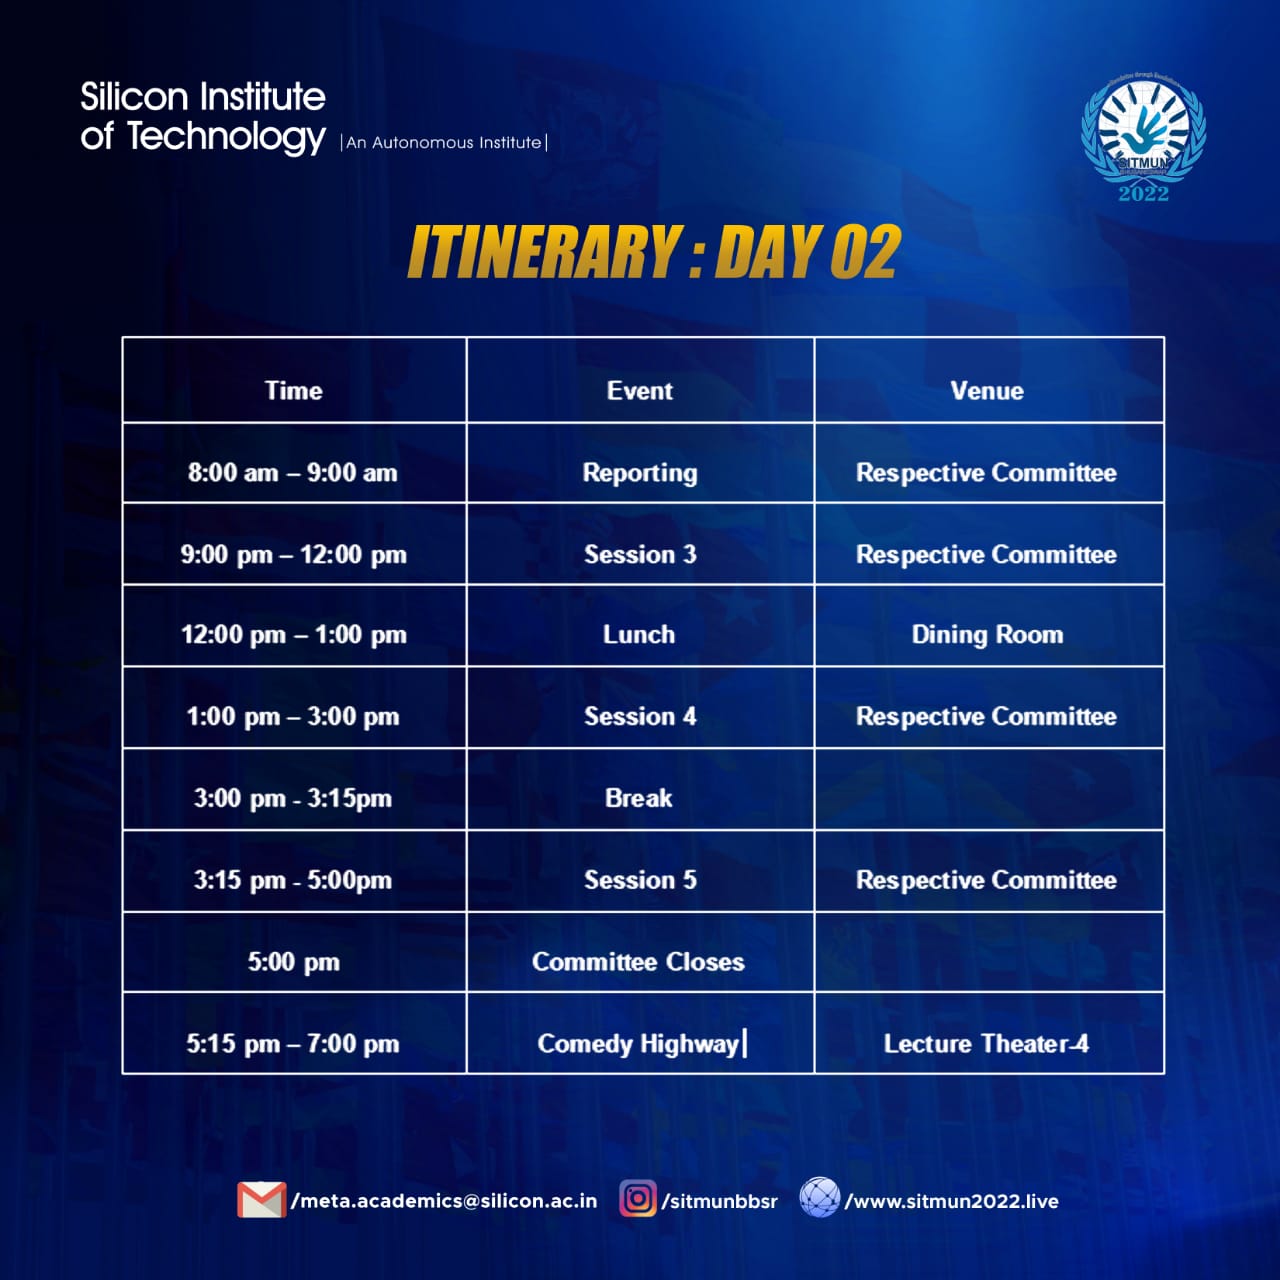 Silicon Institute
of Technology |An Autonomous Institute|
SITMUN
2022
ITINERARY : DAY 02
Time Event Venue
8:00 am – 9:00 am Reporting Respective Committee
9:00 pm – 12:00 pm Session 3 Respective Committee
12:00 pm – 1:00 pm Lunch Dining Room
1:00 pm – 3:00 pm Session 4 Respective Committee
3:00 pm - 3:15pm Break
3:15 pm - 5:00pm Session 5 Respective Committee
5:00 pm Committee Closes
5:15 pm – 7:00 pm Comedy Highway Lecture Theater-4
/meta.academics@silicon.ac.in /sitmunbbsr /www.sitmun2022.live